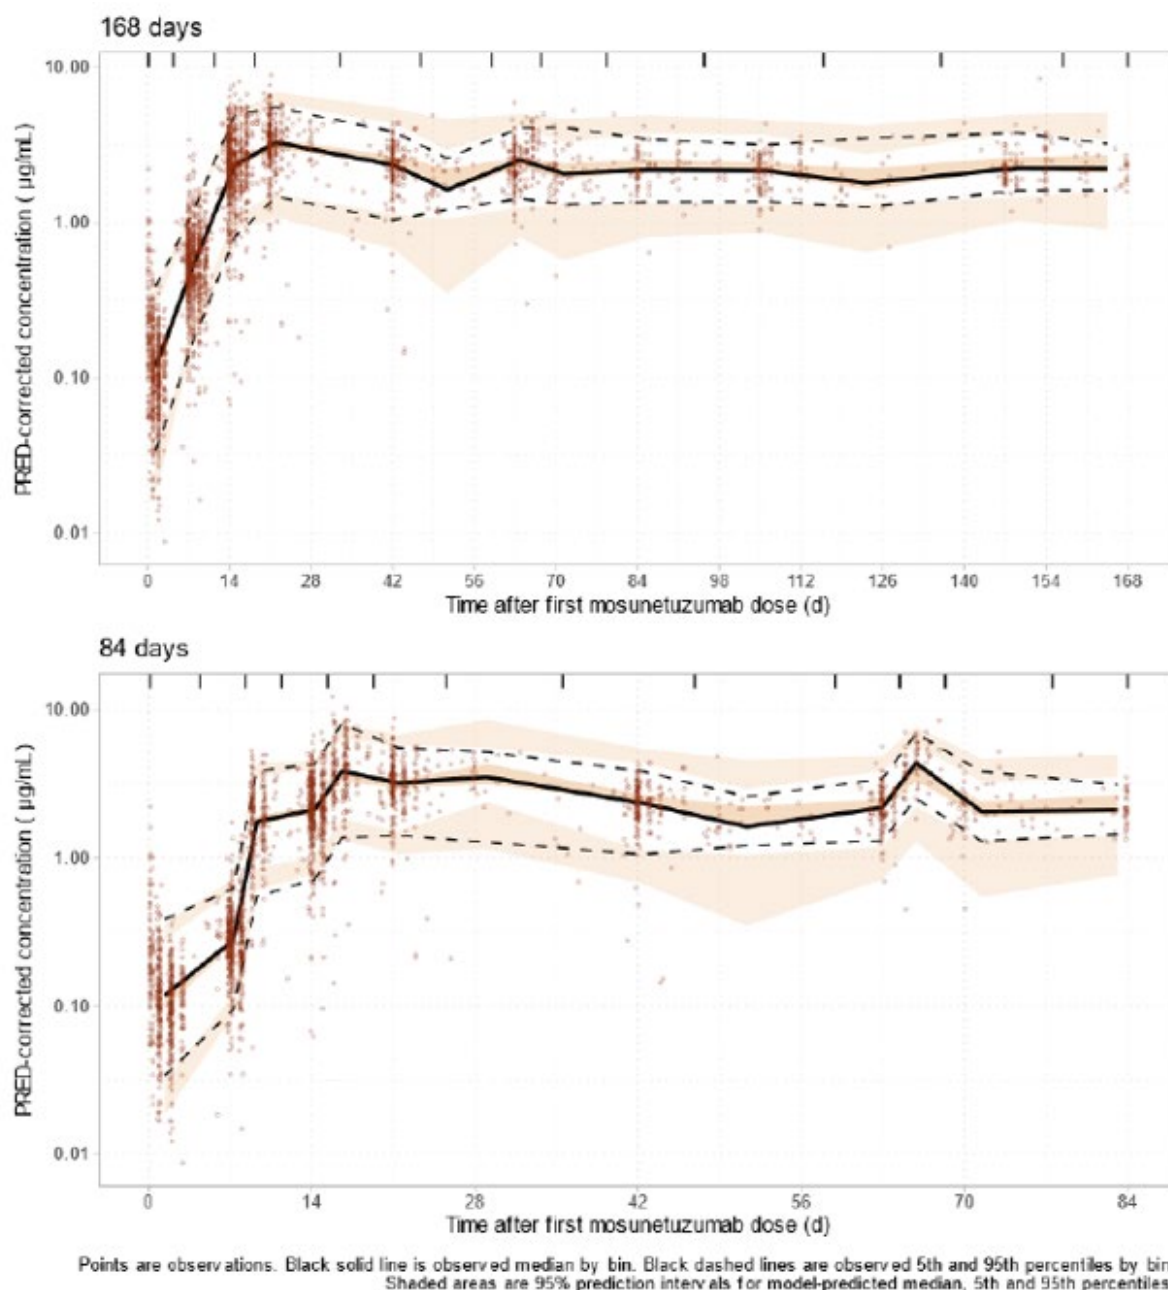 168 days
10.00
1.00
0.10
0.01
PRED-corrected concentration ( µg/mL)
0 14 28 42 56 70 84 98 112 126 140 154 168
Time after first mosunetuzumab dose (d)
84 days
10.00
1.00
0.10
0.01
PRED-corrected concentration ( µg/mL)
0 14 28 42 56 70 84
Time after first mosunetuzumab dose (d)
Points are observations. Black solid line is observed median by bin. Black dashed lines are observed 5th and 95th percentiles by bin
Shaded areas are 95% prediction intervals for model-predicted median, 5th and 95th percentiles